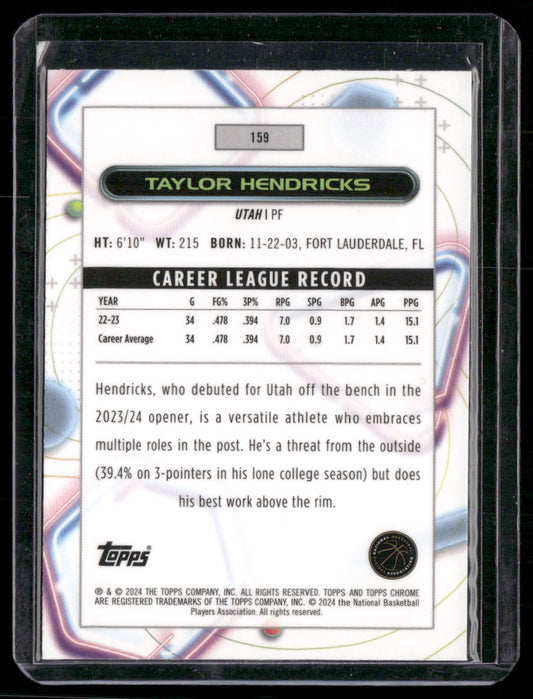 159
TAYLOR HENDRICKS
UTAH | PF
HT: 6'10" WT: 215 BORN: 11-22-03, FORT LAUDERDALE, FL
CAREER LEAGUE RECORD
YEAR G FG% 3P% RPG SPG BPG APG PPG
22-23 34 .478 .394 7.0 0.9 1.7 1.4 15.1
Career Average 34 .478 .394 7.0 0.9 1.7 1.4 15.1
Hendricks, who debuted for Utah off the bench in the
2023/24 opener, is a versatile athlete who embraces
multiple roles in the post. He's a threat from the outside
(39.4% on 3-pointers in his lone college season) but does
his best work above the rim.
topps®
® & © 2024 THE TOPPS COMPANY, INC. ALL RIGHTS RESERVED. TOPPS AND TOPPS CHROME
ARE REGISTERED TRADEMARKS OF THE TOPPS COMPANY, INC. © 2024 the National Basketball
Players Association. All rights reserved.